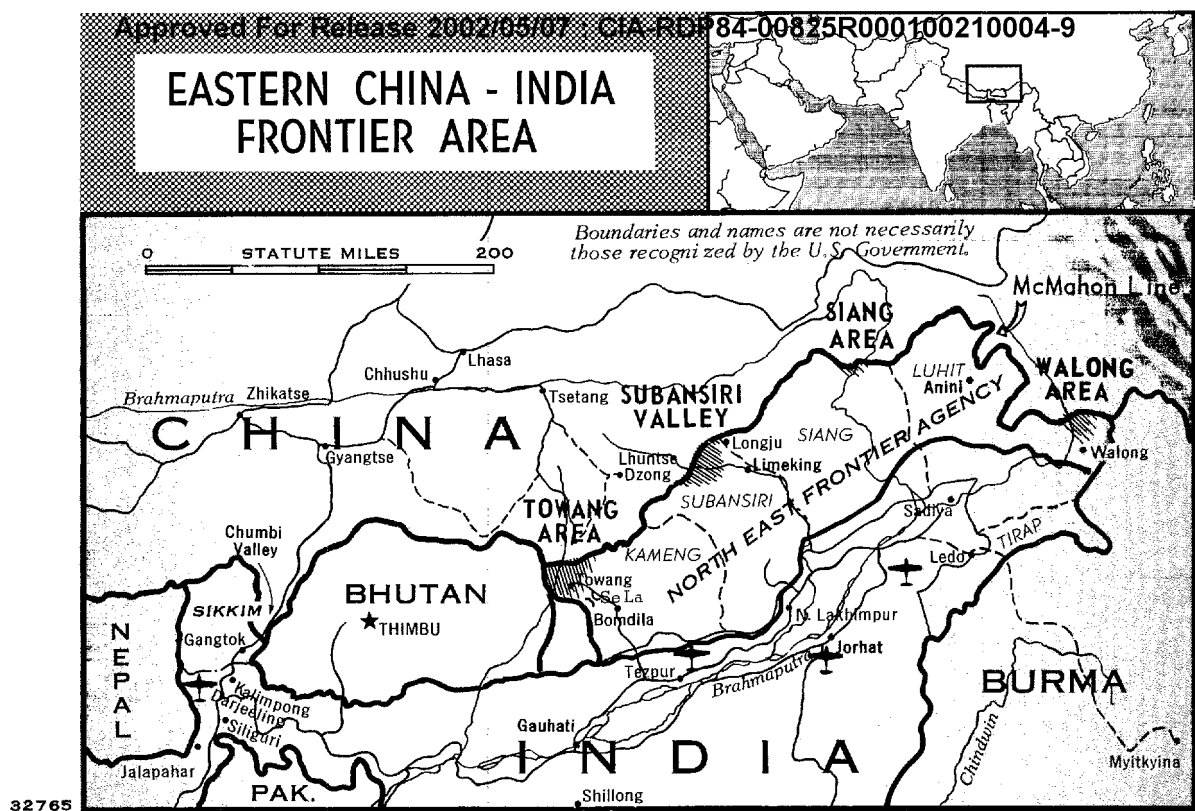 Approved For Release 2002/05/07 : CIA-RDP84-00825R000100210004-9
EASTERN CHINA - INDIA
FRONTIER AREA
Boundaries and names are not necessarily
those recognized by the U.S. Government.
0 STATUTE MILES 200
McMahon Line
SIANG
AREA
Lhasa
Chhushu
LUHIT
Anini
WALONG
AREA
Brahmaputra
Zhikatse
Tsetang
SUBANSIRI
VALLEY
CHINA
Gyangtse
Longju
SIANG
Walong
Lhuntse
Dzong
Limeking
NORTH EAST FRONTIER AGENCY
SUBANSIRI
Sadiya
TOWANG
AREA
Chumbi
Valley
KAMENG
TIRAP
Ledo
Towang
Se La
BHUTAN
SIKKIM
Bomdila
N. Lakhimpur
THIMBU
NEPAL
Gangtok
Jorhat
Tezpur
Brahmaputra
BURMA
Kalimpong
Darjeeling
Siliguri
Gauhati
INDIA
Chindwin
Jalapahar
Myitkyina
PAK.
Shillong
32765